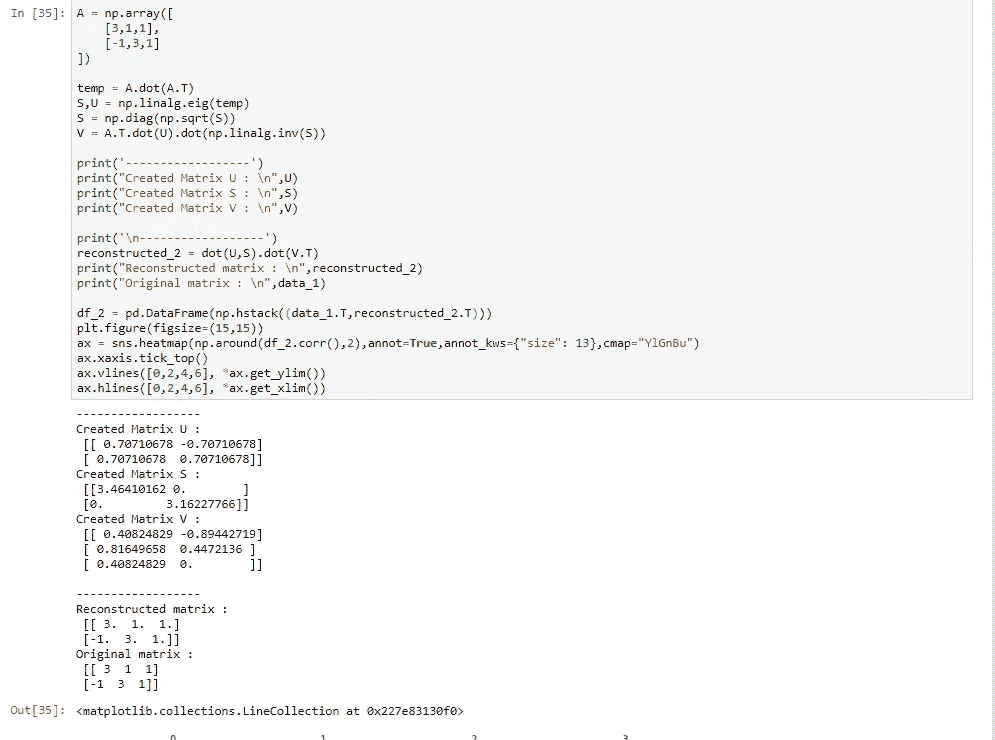 In [35]: A = np.array([
    [3,1,1],
    [-1,3,1]
])
temp = A.dot(A.T)
S,U = np.linalg.eig(temp)
S = np.diag(np.sqrt(S))
V = A.T.dot(U).dot(np.linalg.inv(S))
print('------------------')
print("Created Matrix U : \n",U)
print("Created Matrix S : \n",S)
print("Created Matrix V : \n",V)
print('\n------------------')
reconstructed_2 = dot(U,S).dot(V.T)
print("Reconstructed matrix : \n",reconstructed_2)
print("Original matrix : \n",data_1)
df_2 = pd.DataFrame(np.hstack((data_1.T,reconstructed_2.T)))
plt.figure(figsize=(15,15))
ax = sns.heatmap(np.around(df_2.corr(),2),annot=True,annot_kws={"size": 13},cmap="YlGnBu")
ax.xaxis.tick_top()
ax.vlines([0,2,4,6], *ax.get_ylim())
ax.hlines([0,2,4,6], *ax.get_xlim())
------------------
Created Matrix U :
 [[ 0.70710678 -0.70710678]
 [ 0.70710678  0.70710678]]
Created Matrix S :
 [[3.46410162 0.        ]
 [0.         3.16227766]]
Created Matrix V :
 [[ 0.40824829 -0.89442719]
 [ 0.81649658  0.4472136 ]
 [ 0.40824829  0.        ]]
------------------
Reconstructed matrix :
 [[ 3.  1.  1.]
 [-1.  3.  1.]]
Original matrix :
 [[ 3  1  1]
 [-1  3  1]]
Out[35]: <matplotlib.collections.LineCollection at 0x227e83130f0>
0 1 2 3